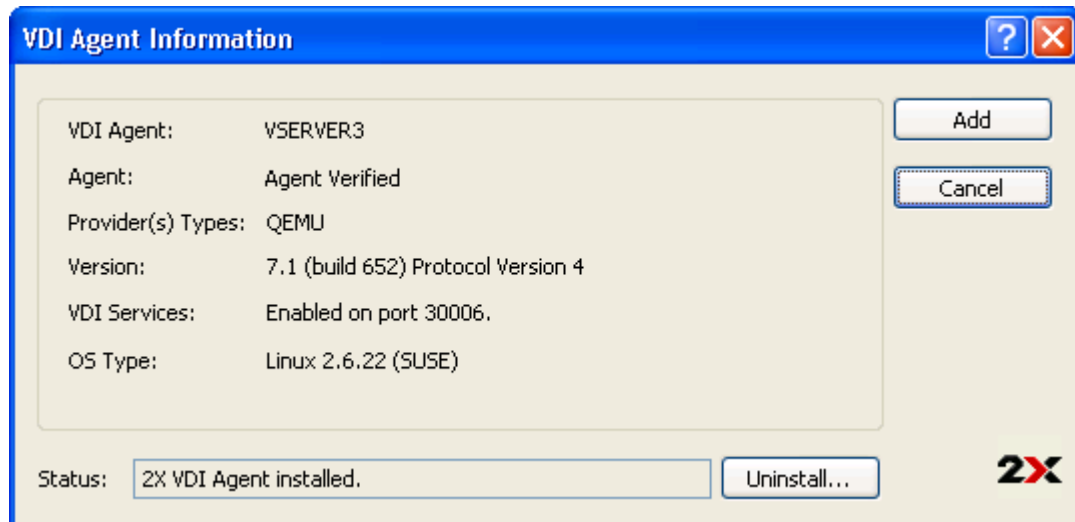 VDI Agent Information
VDI Agent: VSERVER3
Agent: Agent Verified
Provider(s) Types: QEMU
Version: 7.1 (build 652) Protocol Version 4
VDI Services: Enabled on port 30006.
OS Type: Linux 2.6.22 (SUSE)
Add
Cancel
Status: 2X VDI Agent installed. Uninstall...
2X